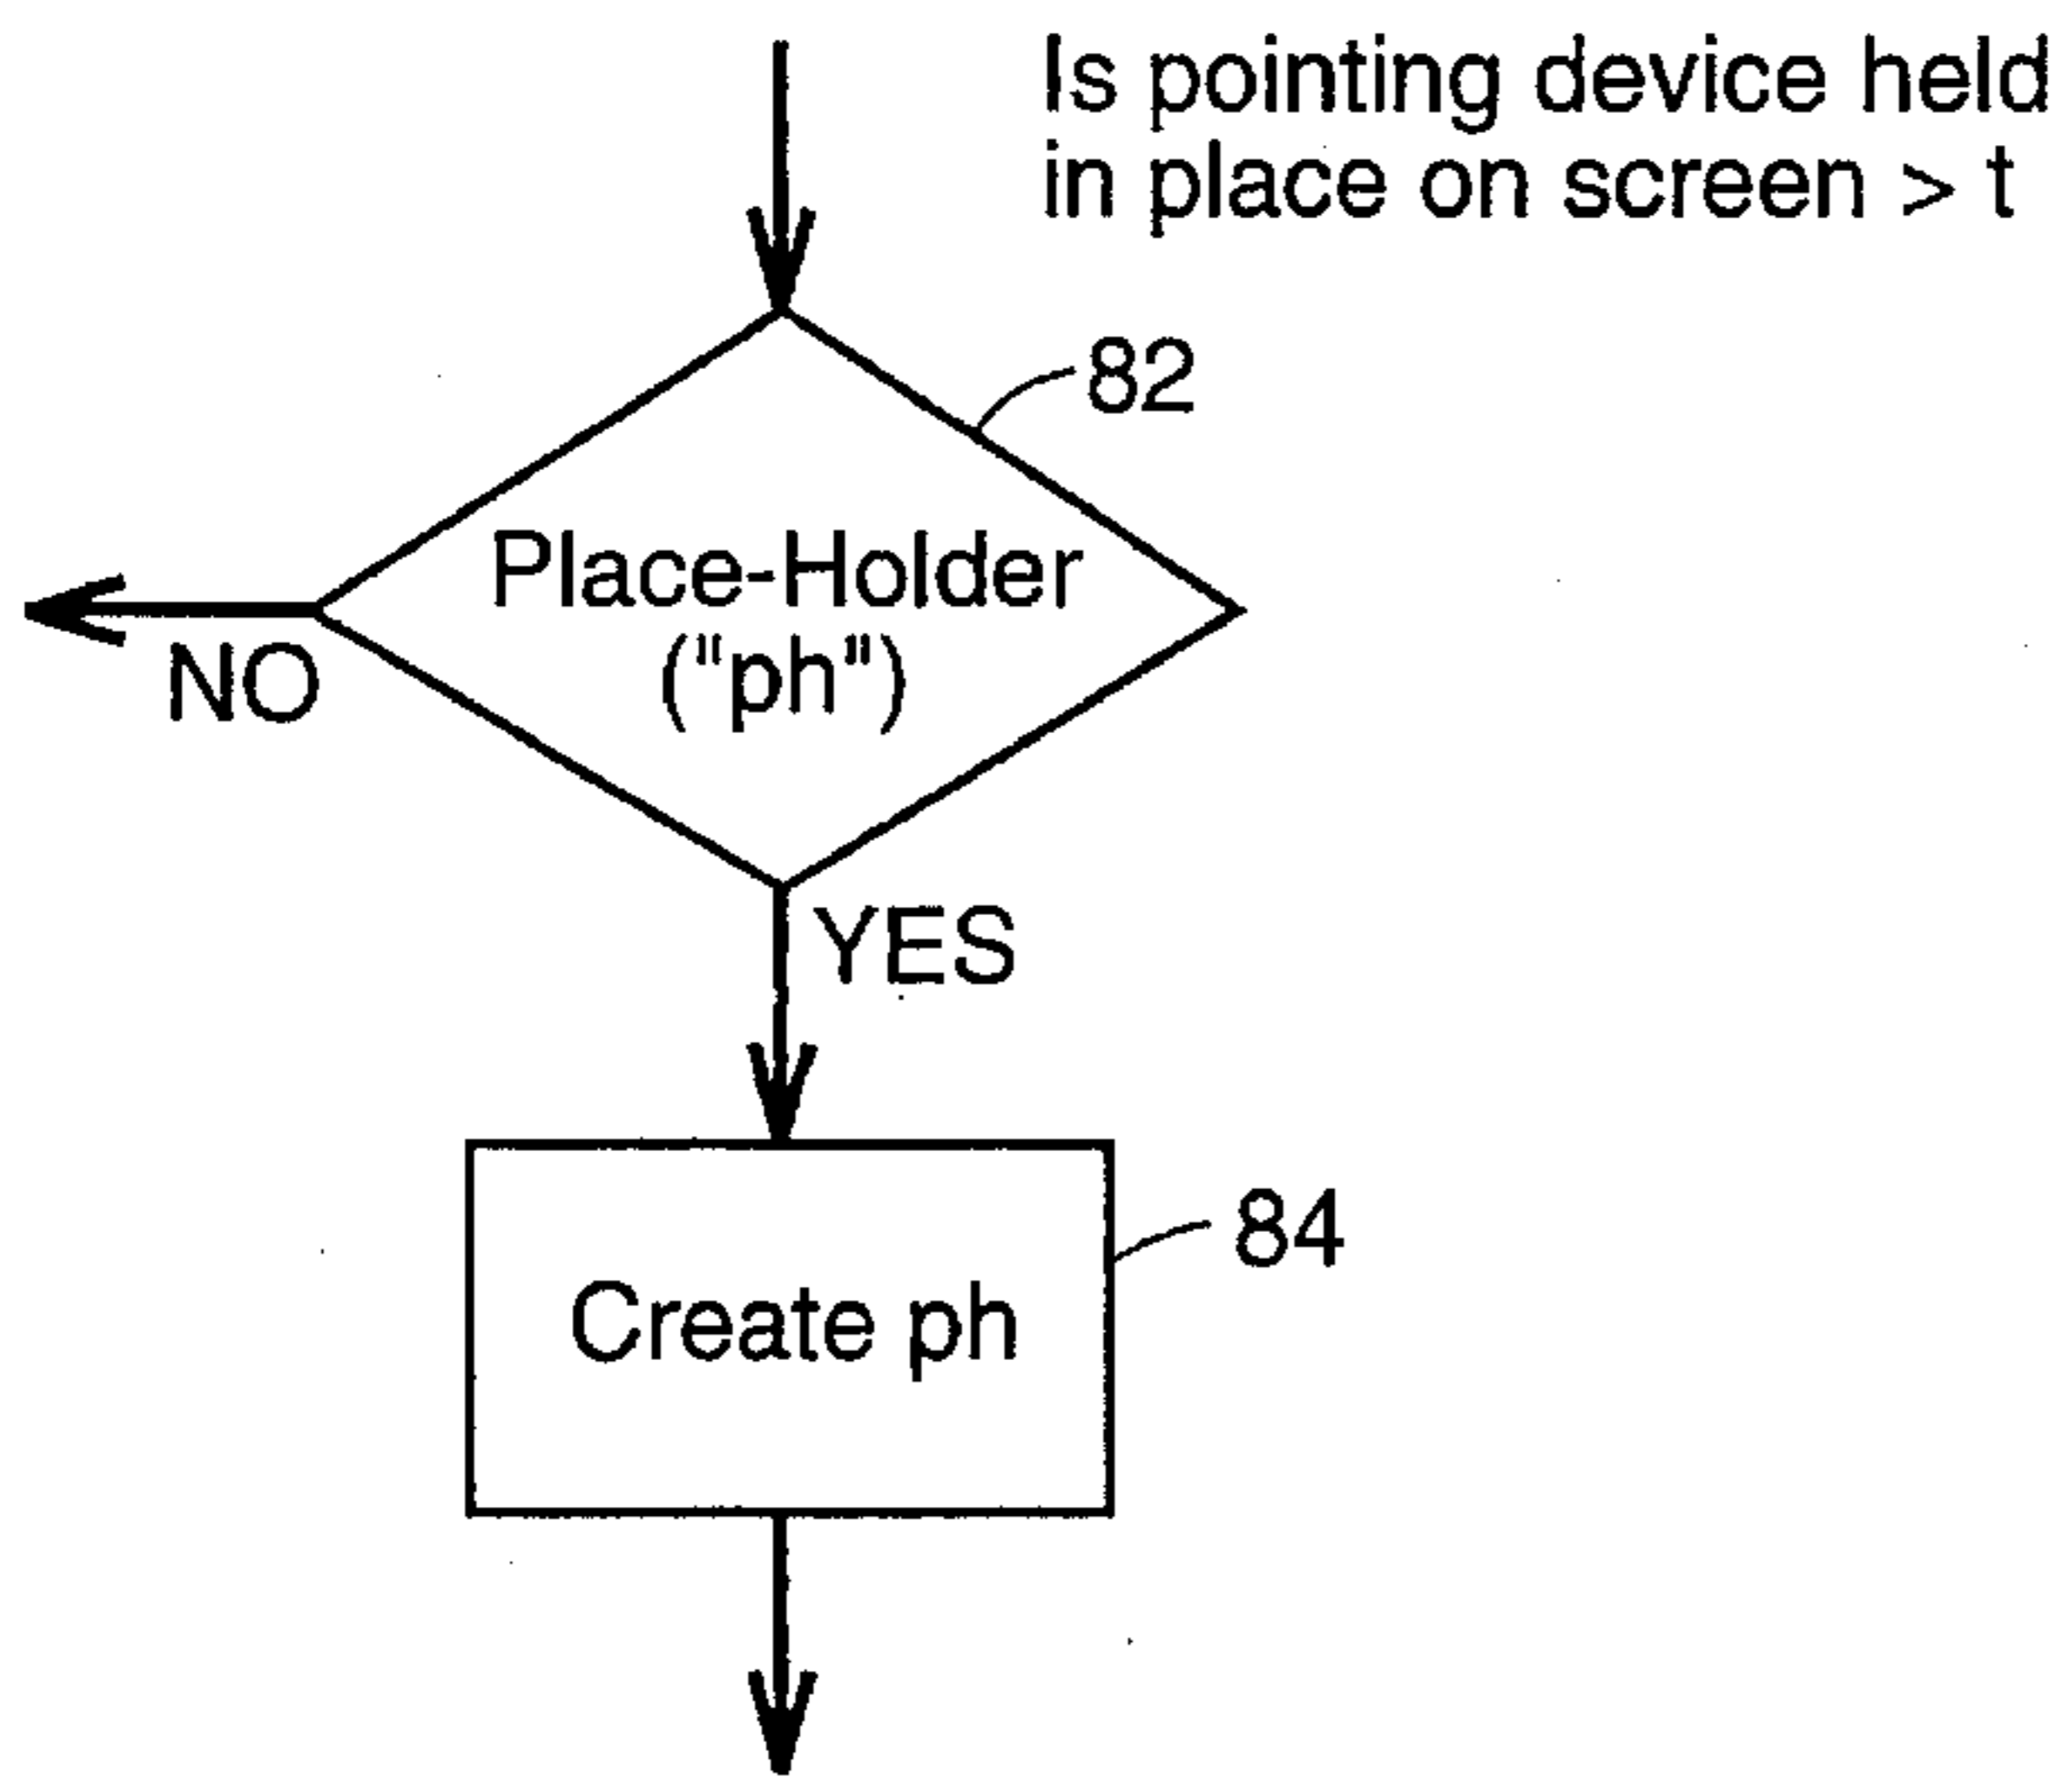 Is pointing device held
in place on screen > t
82
Place-Holder
("ph")
NO
YES
84
Create ph